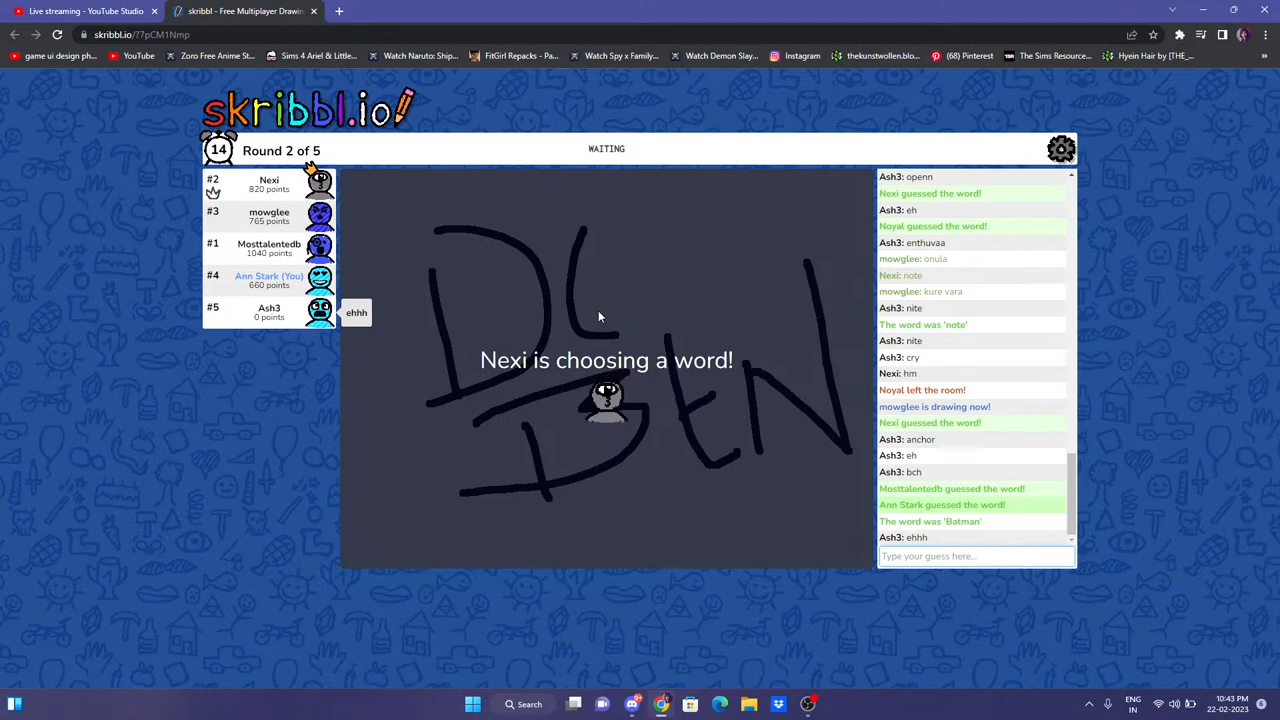 Live streaming - YouTube Studio
skribbl - Free Multiplayer Drawin
skribbl.io/?7pCM1Nmp
game ui design ph...
YouTube
Zoro Free Anime St...
Sims 4 Ariel & Little...
Watch Naruto: Ship...
FitGirl Repacks - Pa...
Watch Spy x Family...
Watch Demon Slay...
Instagram
thekunstwollen.blo...
(63) Pinterest
The Sims Resource...
Hyein Hair by [THE_...
skribbl.io
14
Round 2 of 5
WAITING
#2
Nexi
820 points
#3
mowglee
765 points
#1
Mosttalentedb
1040 points
#4
Ann Stark (You)
660 points
#5
Ash3
0 points
ehhh
Nexi is choosing a word!
Ash3: openn
Nexi guessed the word!
Ash3: eh
Noyal guessed the word!
Ash3: enthuvaa
mowglee: onula
Nexi: note
mowglee: kure vara
Ash3: nite
The word was 'note'
Ash3: nite
Ash3: cry
Nexi: hm
Noyal left the room!
mowglee is drawing now!
Nexi guessed the word!
Ash3: anchor
Ash3: eh
Ash3: bch
Mosttalentedb guessed the word!
Ann Stark guessed the word!
The word was 'Batman'
Ash3: ehhh
Type your guess here...
Search
ENG
IN
10:43 PM
22-02-2023